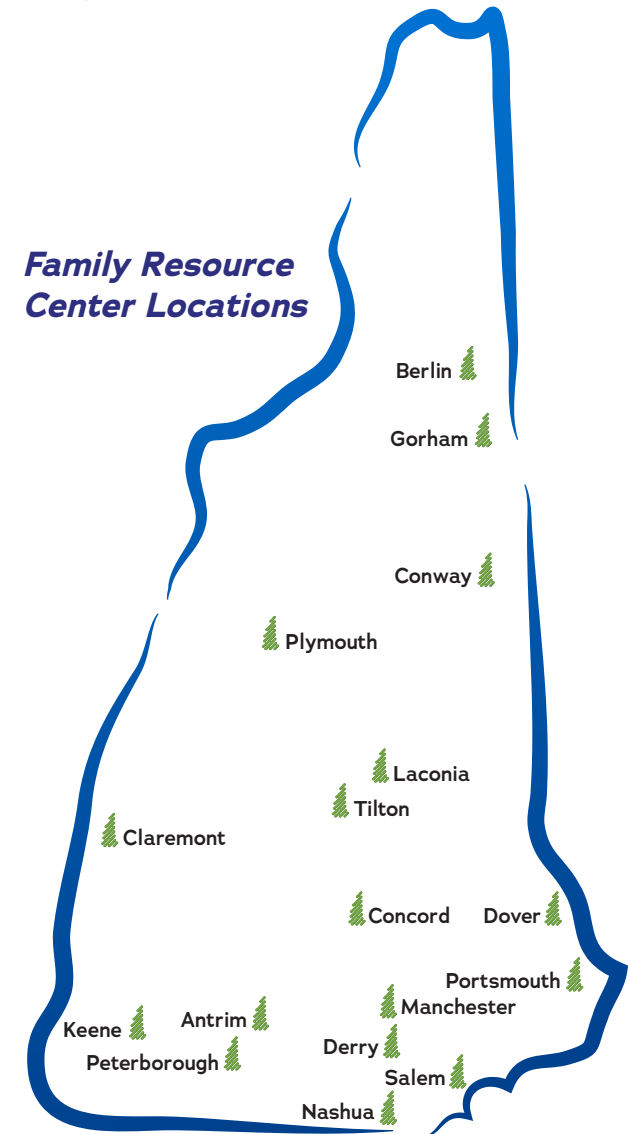 Family Resource
Center Locations
Berlin
Gorham
Conway
Plymouth
Laconia
Tilton
Claremont
Concord
Dover
Portsmouth
Manchester
Antrim
Keene
Derry
Peterborough
Salem
Nashua